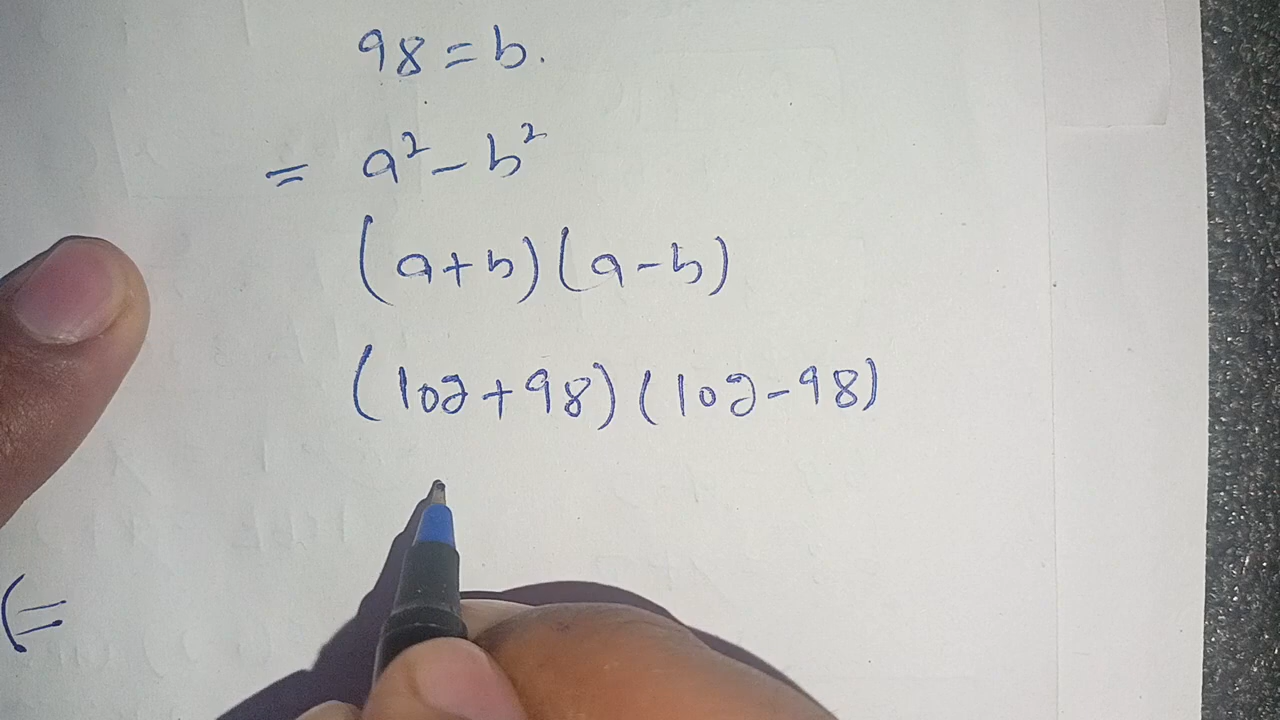 98 = b.
= a² - b²
(a+b)(a-b)
(102+98)(102-98)
(=